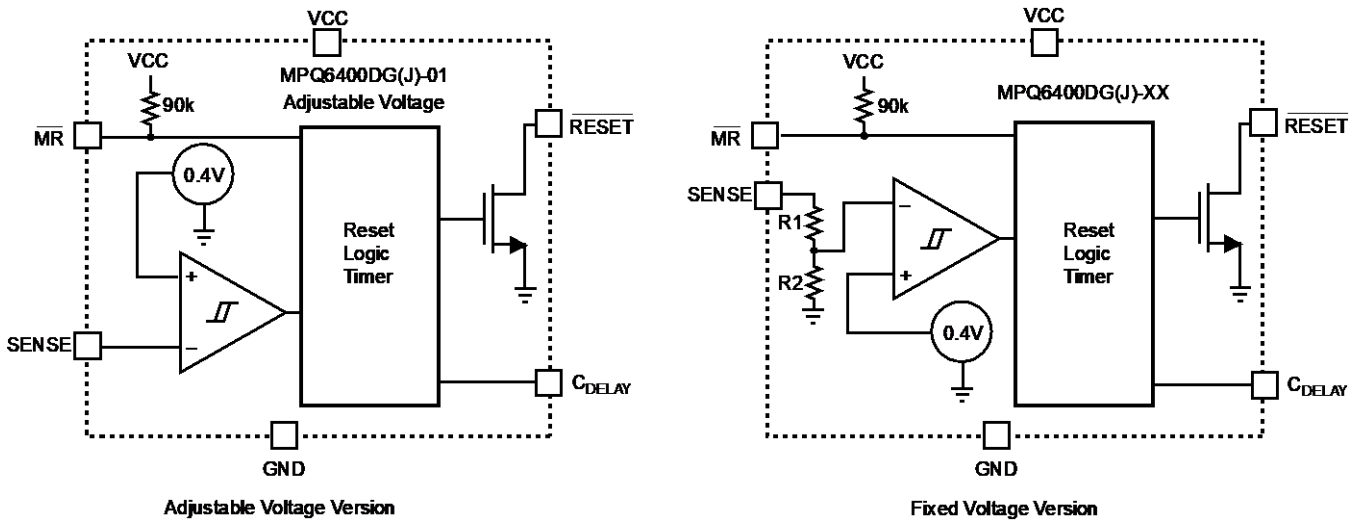 VCC
VCC
MPQ6400DG(J)-01
Adjustable Voltage
90k
MR
RESET
0.4V
+
Reset
Logic
Timer
SENSE
–
CDELAY
GND
Adjustable Voltage Version
VCC
VCC
MPQ6400DG(J)-XX
90k
MR
RESET
SENSE
R1
–
R2
+
Reset
Logic
Timer
0.4V
CDELAY
GND
Fixed Voltage Version